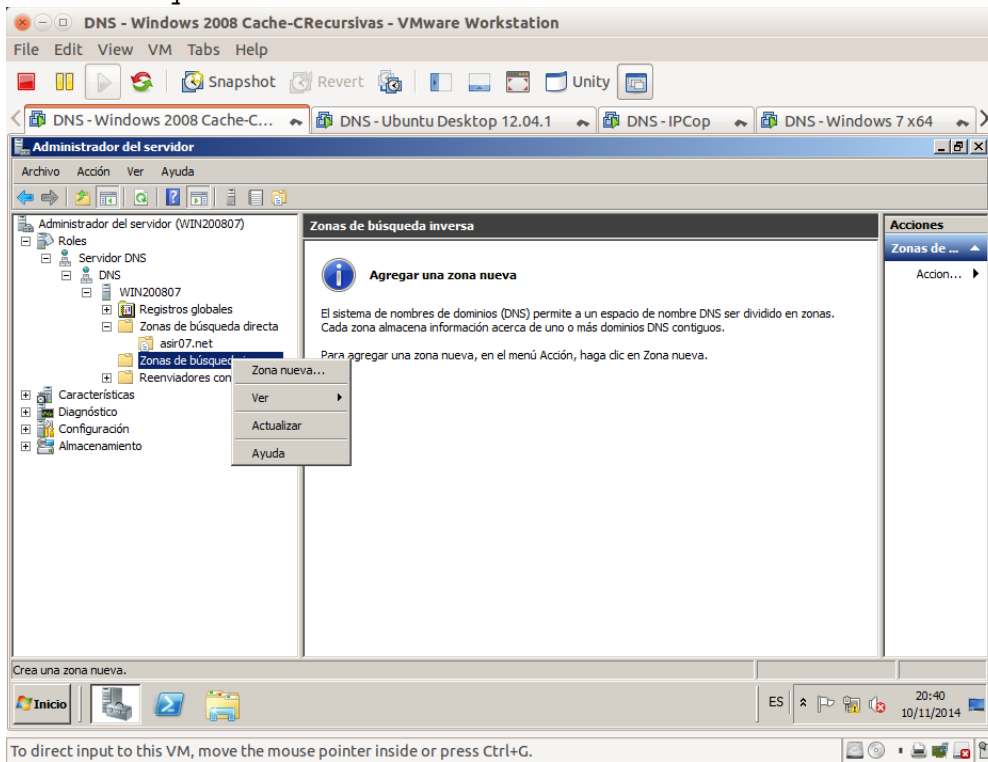 DNS - Windows 2008 Cache-CRecursivas - VMware Workstation
File Edit View VM Tabs Help
Snapshot Revert Unity
DNS - Windows 2008 Cache-C... DNS - Ubuntu Desktop 12.04.1 DNS - IPCop DNS - Windows 7 x64
Administrador del servidor
Archivo Acción Ver Ayuda
Administrador del servidor (WIN200807)
Roles
Servidor DNS
DNS
WIN200807
Registros globales
Zonas de búsqueda directa
asir07.net
Zonas de búsqued
Reenviadores con
Características
Diagnóstico
Configuración
Almacenamiento
Zona nueva...
Ver
Actualizar
Ayuda
Zonas de búsqueda inversa
Agregar una zona nueva
El sistema de nombres de dominios (DNS) permite a un espacio de nombre DNS ser dividido en zonas.
Cada zona almacena información acerca de uno o más dominios DNS contiguos.
Para agregar una zona nueva, en el menú Acción, haga clic en Zona nueva.
Acciones
Zonas de ...
Accion...
Crea una zona nueva.
Inicio
ES
20:40
10/11/2014
To direct input to this VM, move the mouse pointer inside or press Ctrl+G.